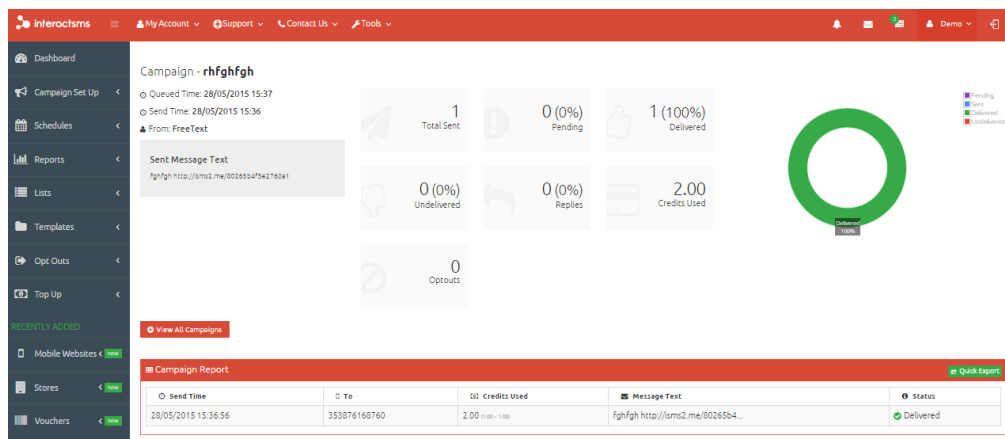 interactsms
My Account Support Contact Us Tools
2 Demo
Dashboard
Campaign Set Up
Schedules
Reports
Lists
Templates
Opt Outs
Top Up
RECENTLY ADDED
Mobile Websites New
Stores New
Vouchers New
Campaign - rhfghfgh
Queued Time: 28/05/2015 15:37
Send Time: 28/05/2015 15:36
From: FreeText
Sent Message Text
fghfgh http://isms2.me/80265b4f5e2760e1
1
Total Sent
0 (0%)
Pending
1 (100%)
Delivered
0 (0%)
Undelivered
0 (0%)
Replies
2.00
Credits Used
0
Optouts
Pending
Sent
Delivered
Undelivered
Delivered
100%
View All Campaigns
Campaign Report Quick Export
Send Time To Credits Used Message Text Status
28/05/2015 15:36:56 353876168760 2.00 (1.00 x 1.00) fghfgh http://isms2.me/80265b4... Delivered